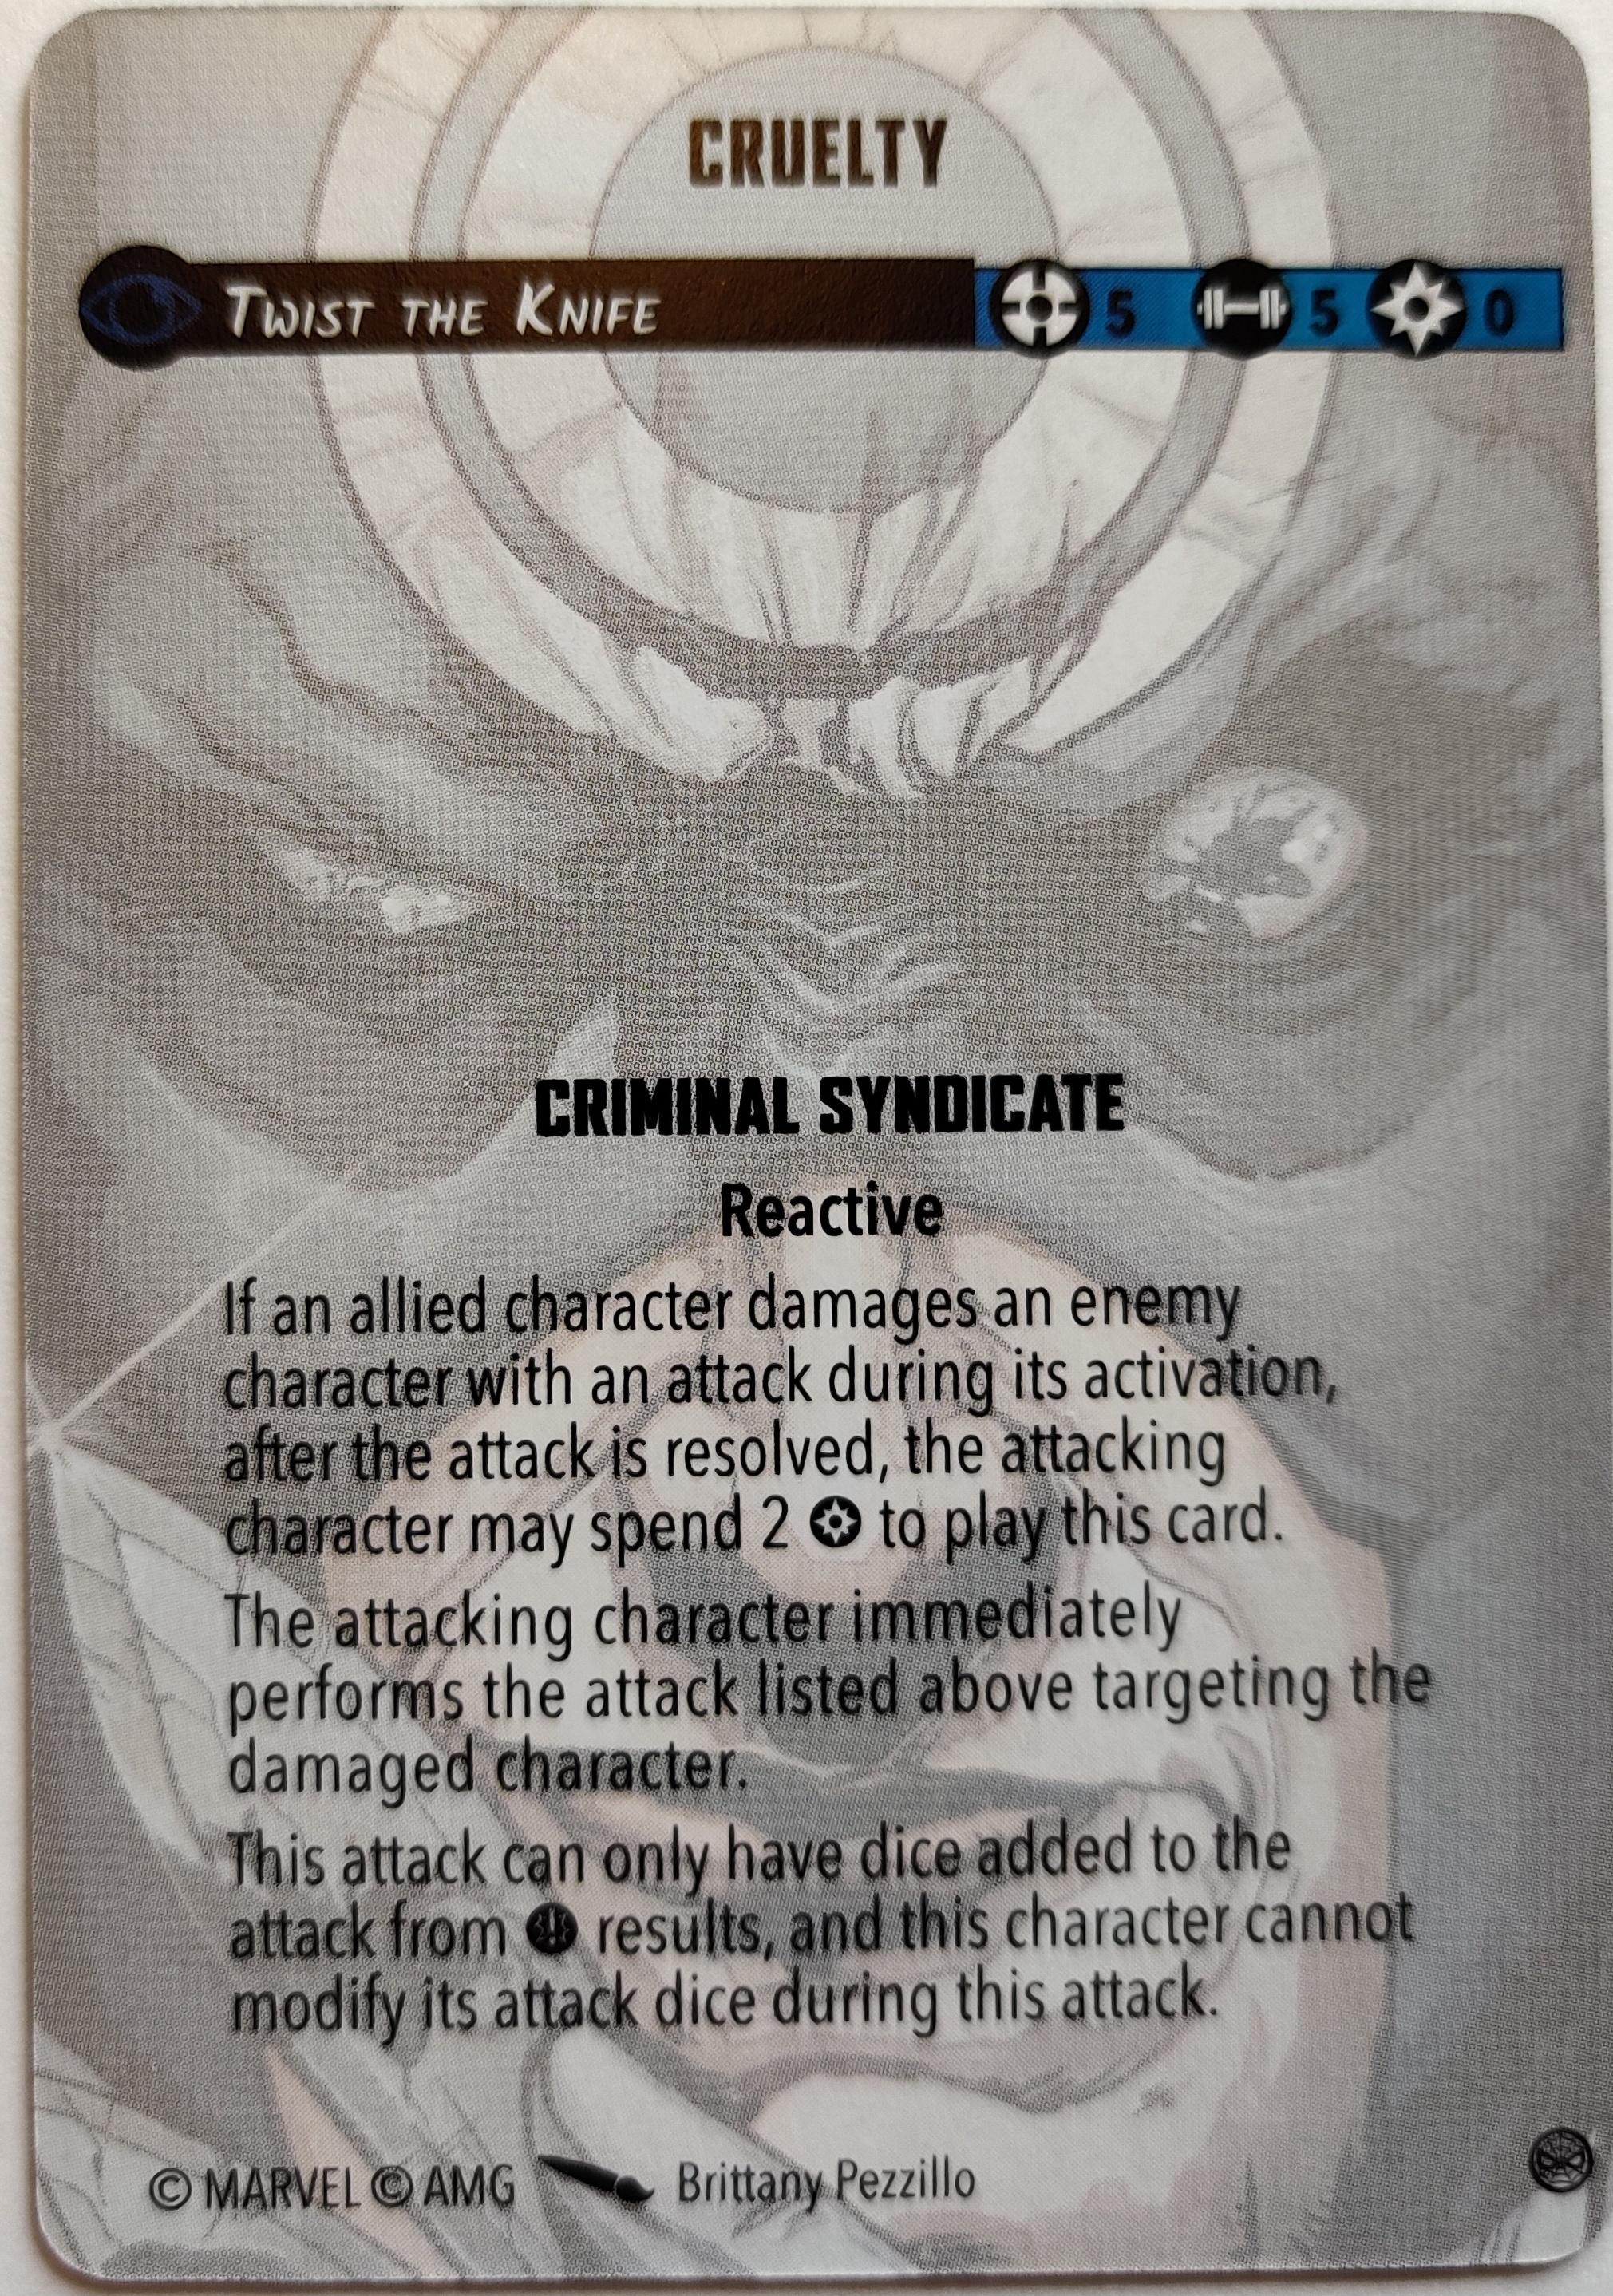 CRUELTY
TWIST THE KNIFE 5 5 0
CRIMINAL SYNDICATE
Reactive
If an allied character damages an enemy
character with an attack during its activation,
after the attack is resolved, the attacking
character may spend 2 to play this card.
The attacking character immediately
performs the attack listed above targeting the
damaged character.
This attack can only have dice added to the
attack from results, and this character cannot
modify its attack dice during this attack.
© MARVEL © AMG Brittany Pezzillo